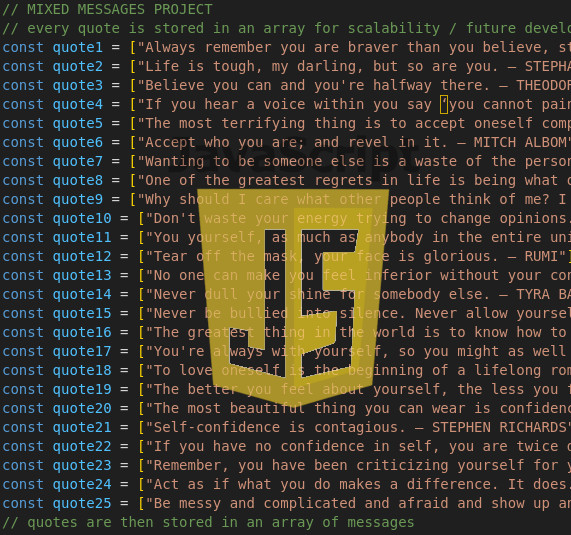 // MIXED MESSAGES PROJECT
// every quote is stored in an array for scalability / future develo
const quote1 = ["Always remember you are braver than you believe, st
const quote2 = ["Life is tough, my darling, but so are you. – STEPHA
const quote3 = ["Believe you can and you're halfway there. – THEODOR
const quote4 = ["If you hear a voice within you say ‘you cannot pain
const quote5 = ["The most terrifying thing is to accept oneself comp
const quote6 = ["Accept who you are; and revel in it. – MITCH ALBOM"
const quote7 = ["Wanting to be someone else is a waste of the person
const quote8 = ["One of the greatest regrets in life is being what o
const quote9 = ["Why should I care what other people think of me? I
const quote10 = ["Don't waste your energy trying to change opinions.
const quote11 = ["You yourself, as much as anybody in the entire uni
const quote12 = ["Tear off the mask, your face is glorious. – RUMI"]
const quote13 = ["No one can make you feel inferior without your con
const quote14 = ["Never dull your shine for somebody else. – TYRA BA
const quote15 = ["Never be bullied into silence. Never allow yoursel
const quote16 = ["The greatest thing in the world is to know how to
const quote17 = ["You're always with yourself, so you might as well
const quote18 = ["To love oneself is the beginning of a lifelong rom
const quote19 = ["The better you feel about yourself, the less you f
const quote20 = ["The most beautiful thing you can wear is confidenc
const quote21 = ["Self-confidence is contagious. – STEPHEN RICHARDS"
const quote22 = ["If you have no confidence in self, you are twice d
const quote23 = ["Remember, you have been criticizing yourself for y
const quote24 = ["Act as if what you do makes a difference. It does.
const quote25 = ["Be messy and complicated and afraid and show up an
// quotes are then stored in an array of messages
JavaScript
JS